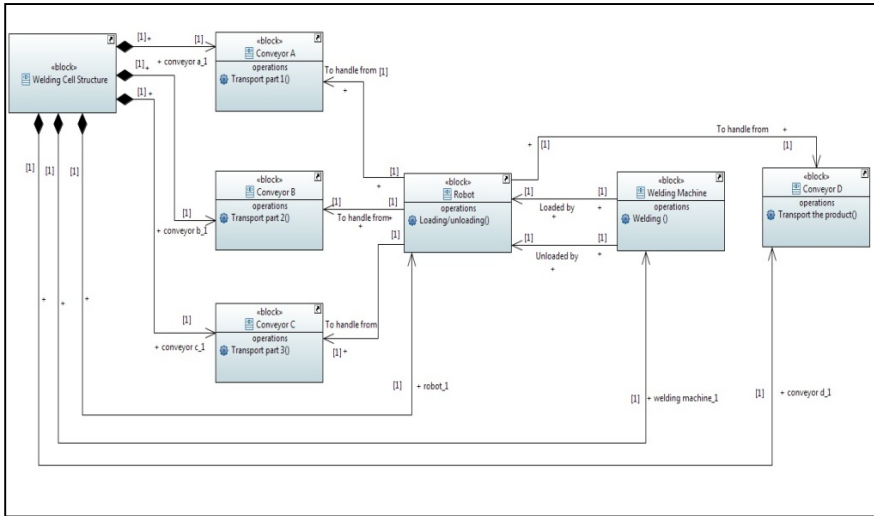 «block»
Welding Cell Structure
[1] +
[1]
+ conveyor a_1
[1] +
[1]
+ conveyor b_1
[1] +
[1]
+ conveyor c_1
«block»
Conveyor A
operations
Transport part 1()
To handle from [1]
+
[1]
+
«block»
Conveyor B
operations
Transport part 2()
[1]
[1]
To handle from+
+
«block»
Conveyor C
operations
Transport part 3()
[1]
To handle from
[1] +
«block»
Robot
operations
Loading/unloading()
+
[1]
To handle from +
[1]
[1]
[1]
Loaded by +
+
[1]
[1]
Unloaded by +
+
«block»
Welding Machine
operations
Welding ()
«block»
Conveyor D
operations
Transport the product()
[1]
[1]
[1]
+
+
+
[1] + robot_1
[1] + welding machine_1
[1] + conveyor d_1